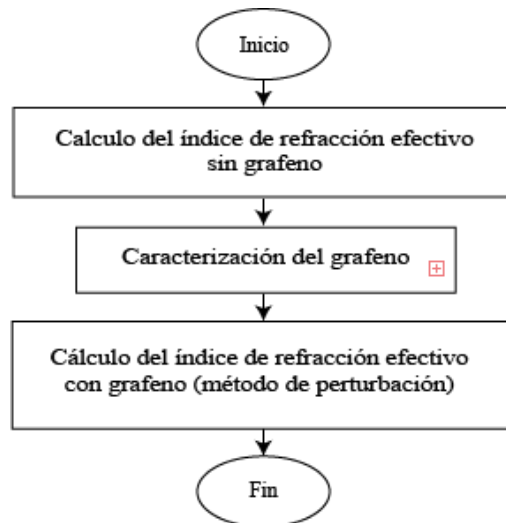 Inicio
Calculo del índice de refracción efectivo
sin grafeno
Caracterización del grafeno
Cálculo del índice de refracción efectivo
con grafeno (método de perturbación)
Fin